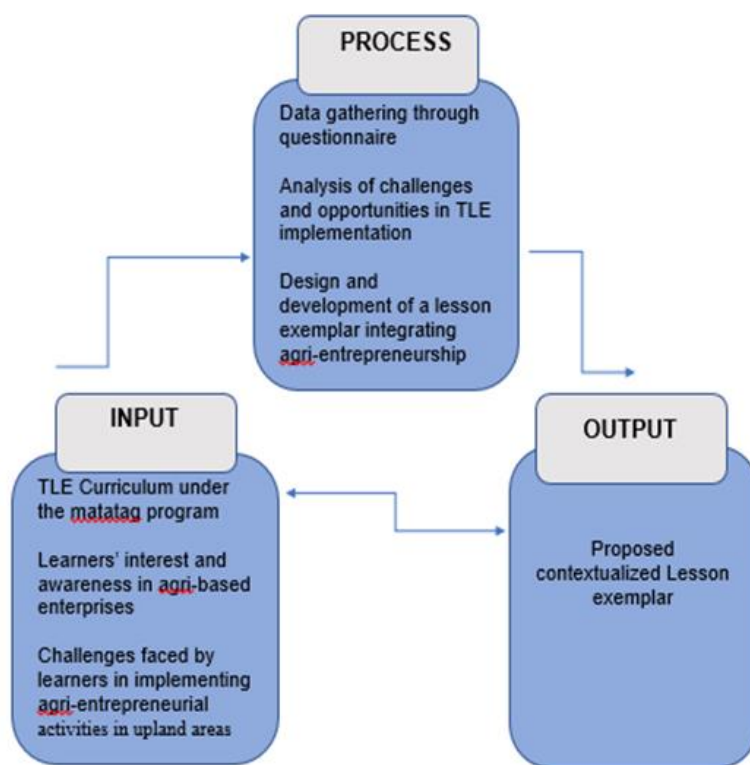 PROCESS
Data gathering through
questionnaire
Analysis of challenges
and opportunities in TLE
implementation
Design and
development of a lesson
exemplar integrating
agri-entrepreneurship
INPUT
TLE Curriculum under
the matatag program
Learners' interest and
awareness in agri-based
enterprises
Challenges faced by
learners in implementing
agri-entrepreneurial
activities in upland areas
OUTPUT
Proposed
contextualized Lesson
exemplar